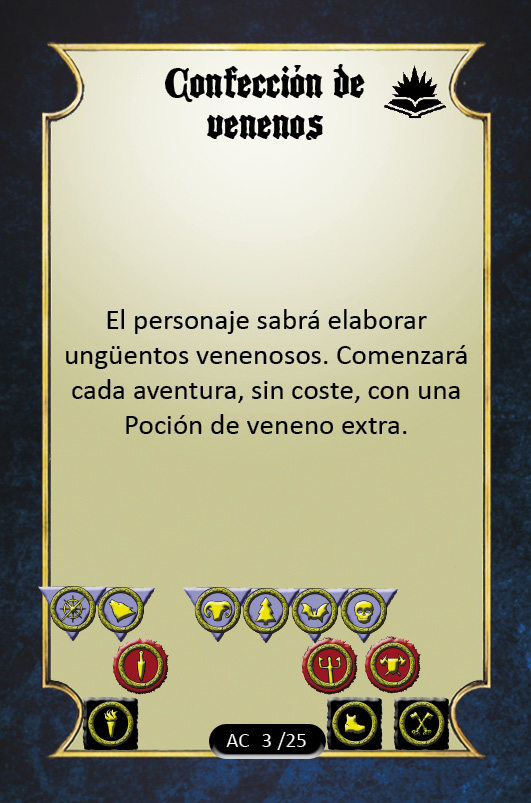 Confección de
venenos
El personaje sabrá elaborar
ungüentos venenosos. Comenzará
cada aventura, sin coste, con una
Poción de veneno extra.
AC 3 /25